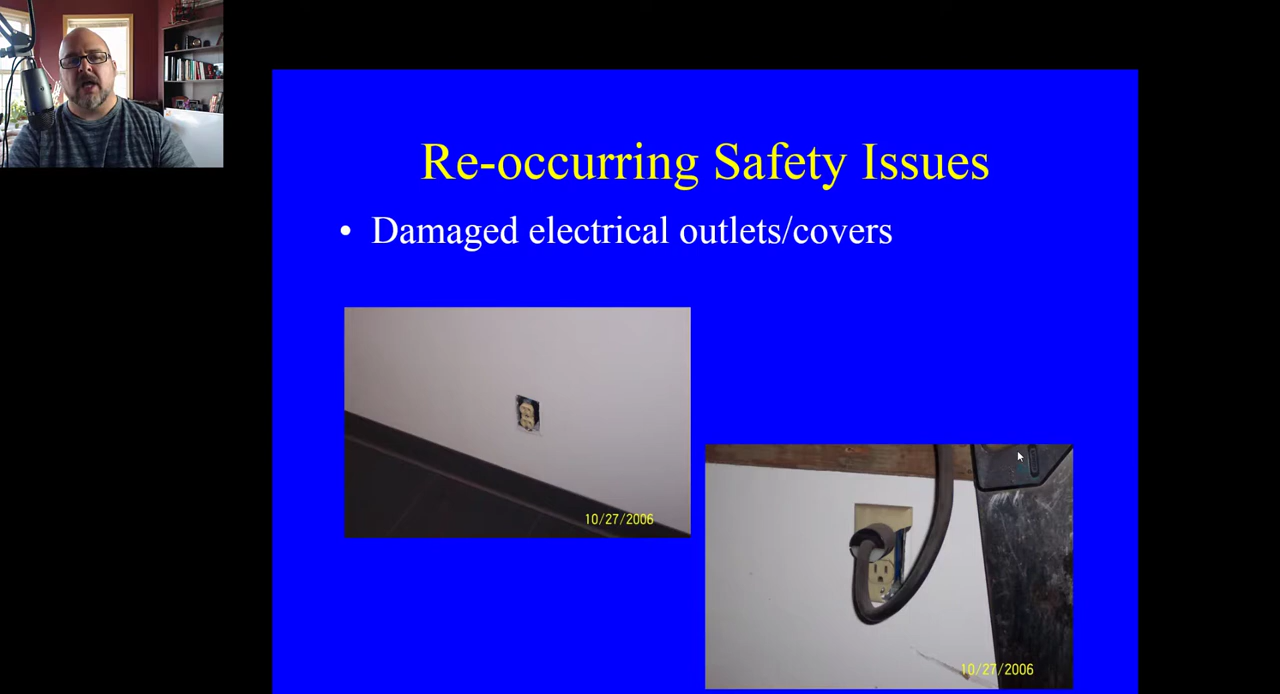 Re-occurring Safety Issues
• Damaged electrical outlets/covers
10/27/2006
10/27/2006